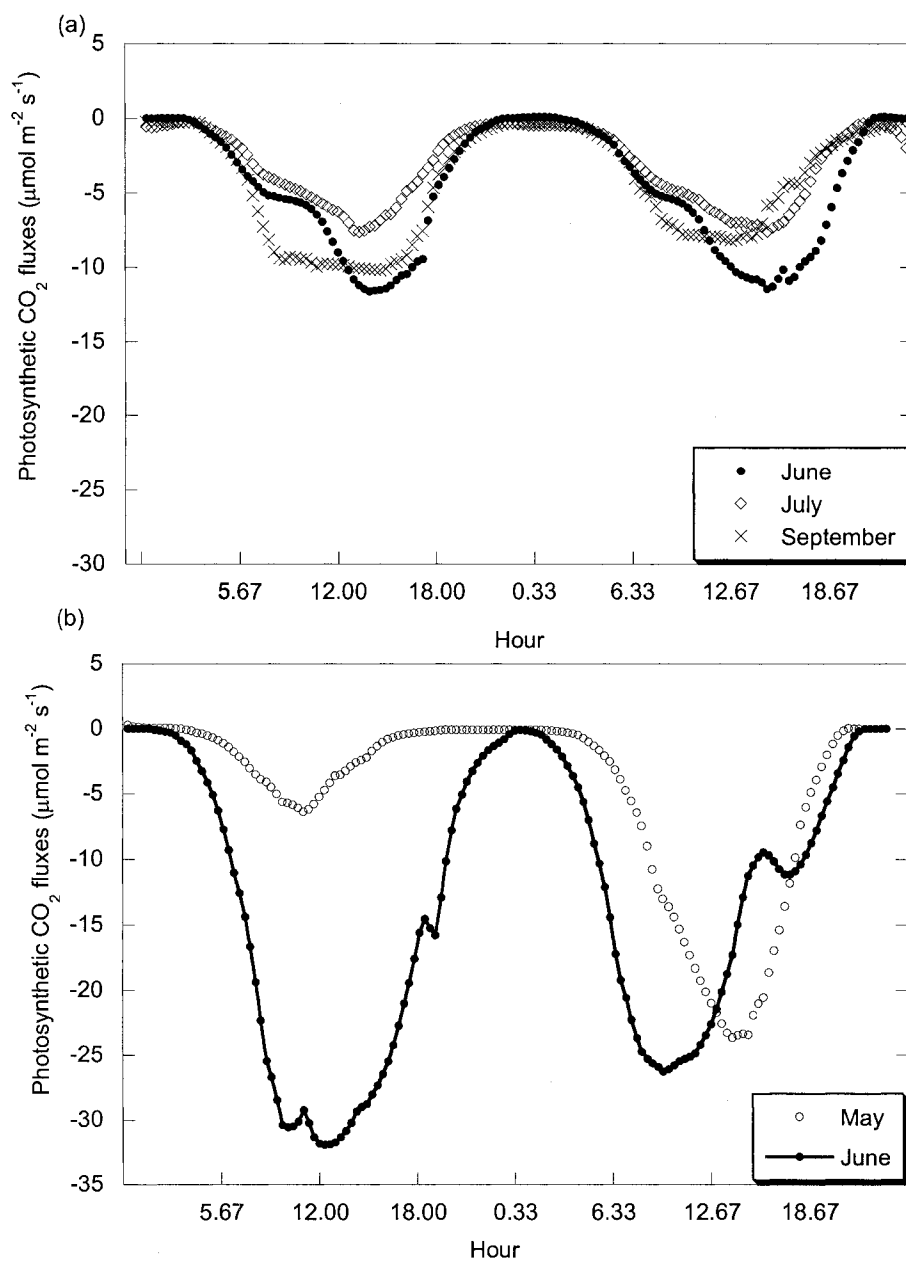 (a)
5
0
-5
-10
-15
-20
-25
-30
Photosynthetic CO2 fluxes (µmol m-2 s-1)
June
July
September
5.67 12.00 18.00 0.33 6.33 12.67 18.67
Hour
(b)
5
0
-5
-10
-15
-20
-25
-30
-35
Photosynthetic CO2 fluxes (µmol m-2 s-1)
May
June
5.67 12.00 18.00 0.33 6.33 12.67 18.67
Hour